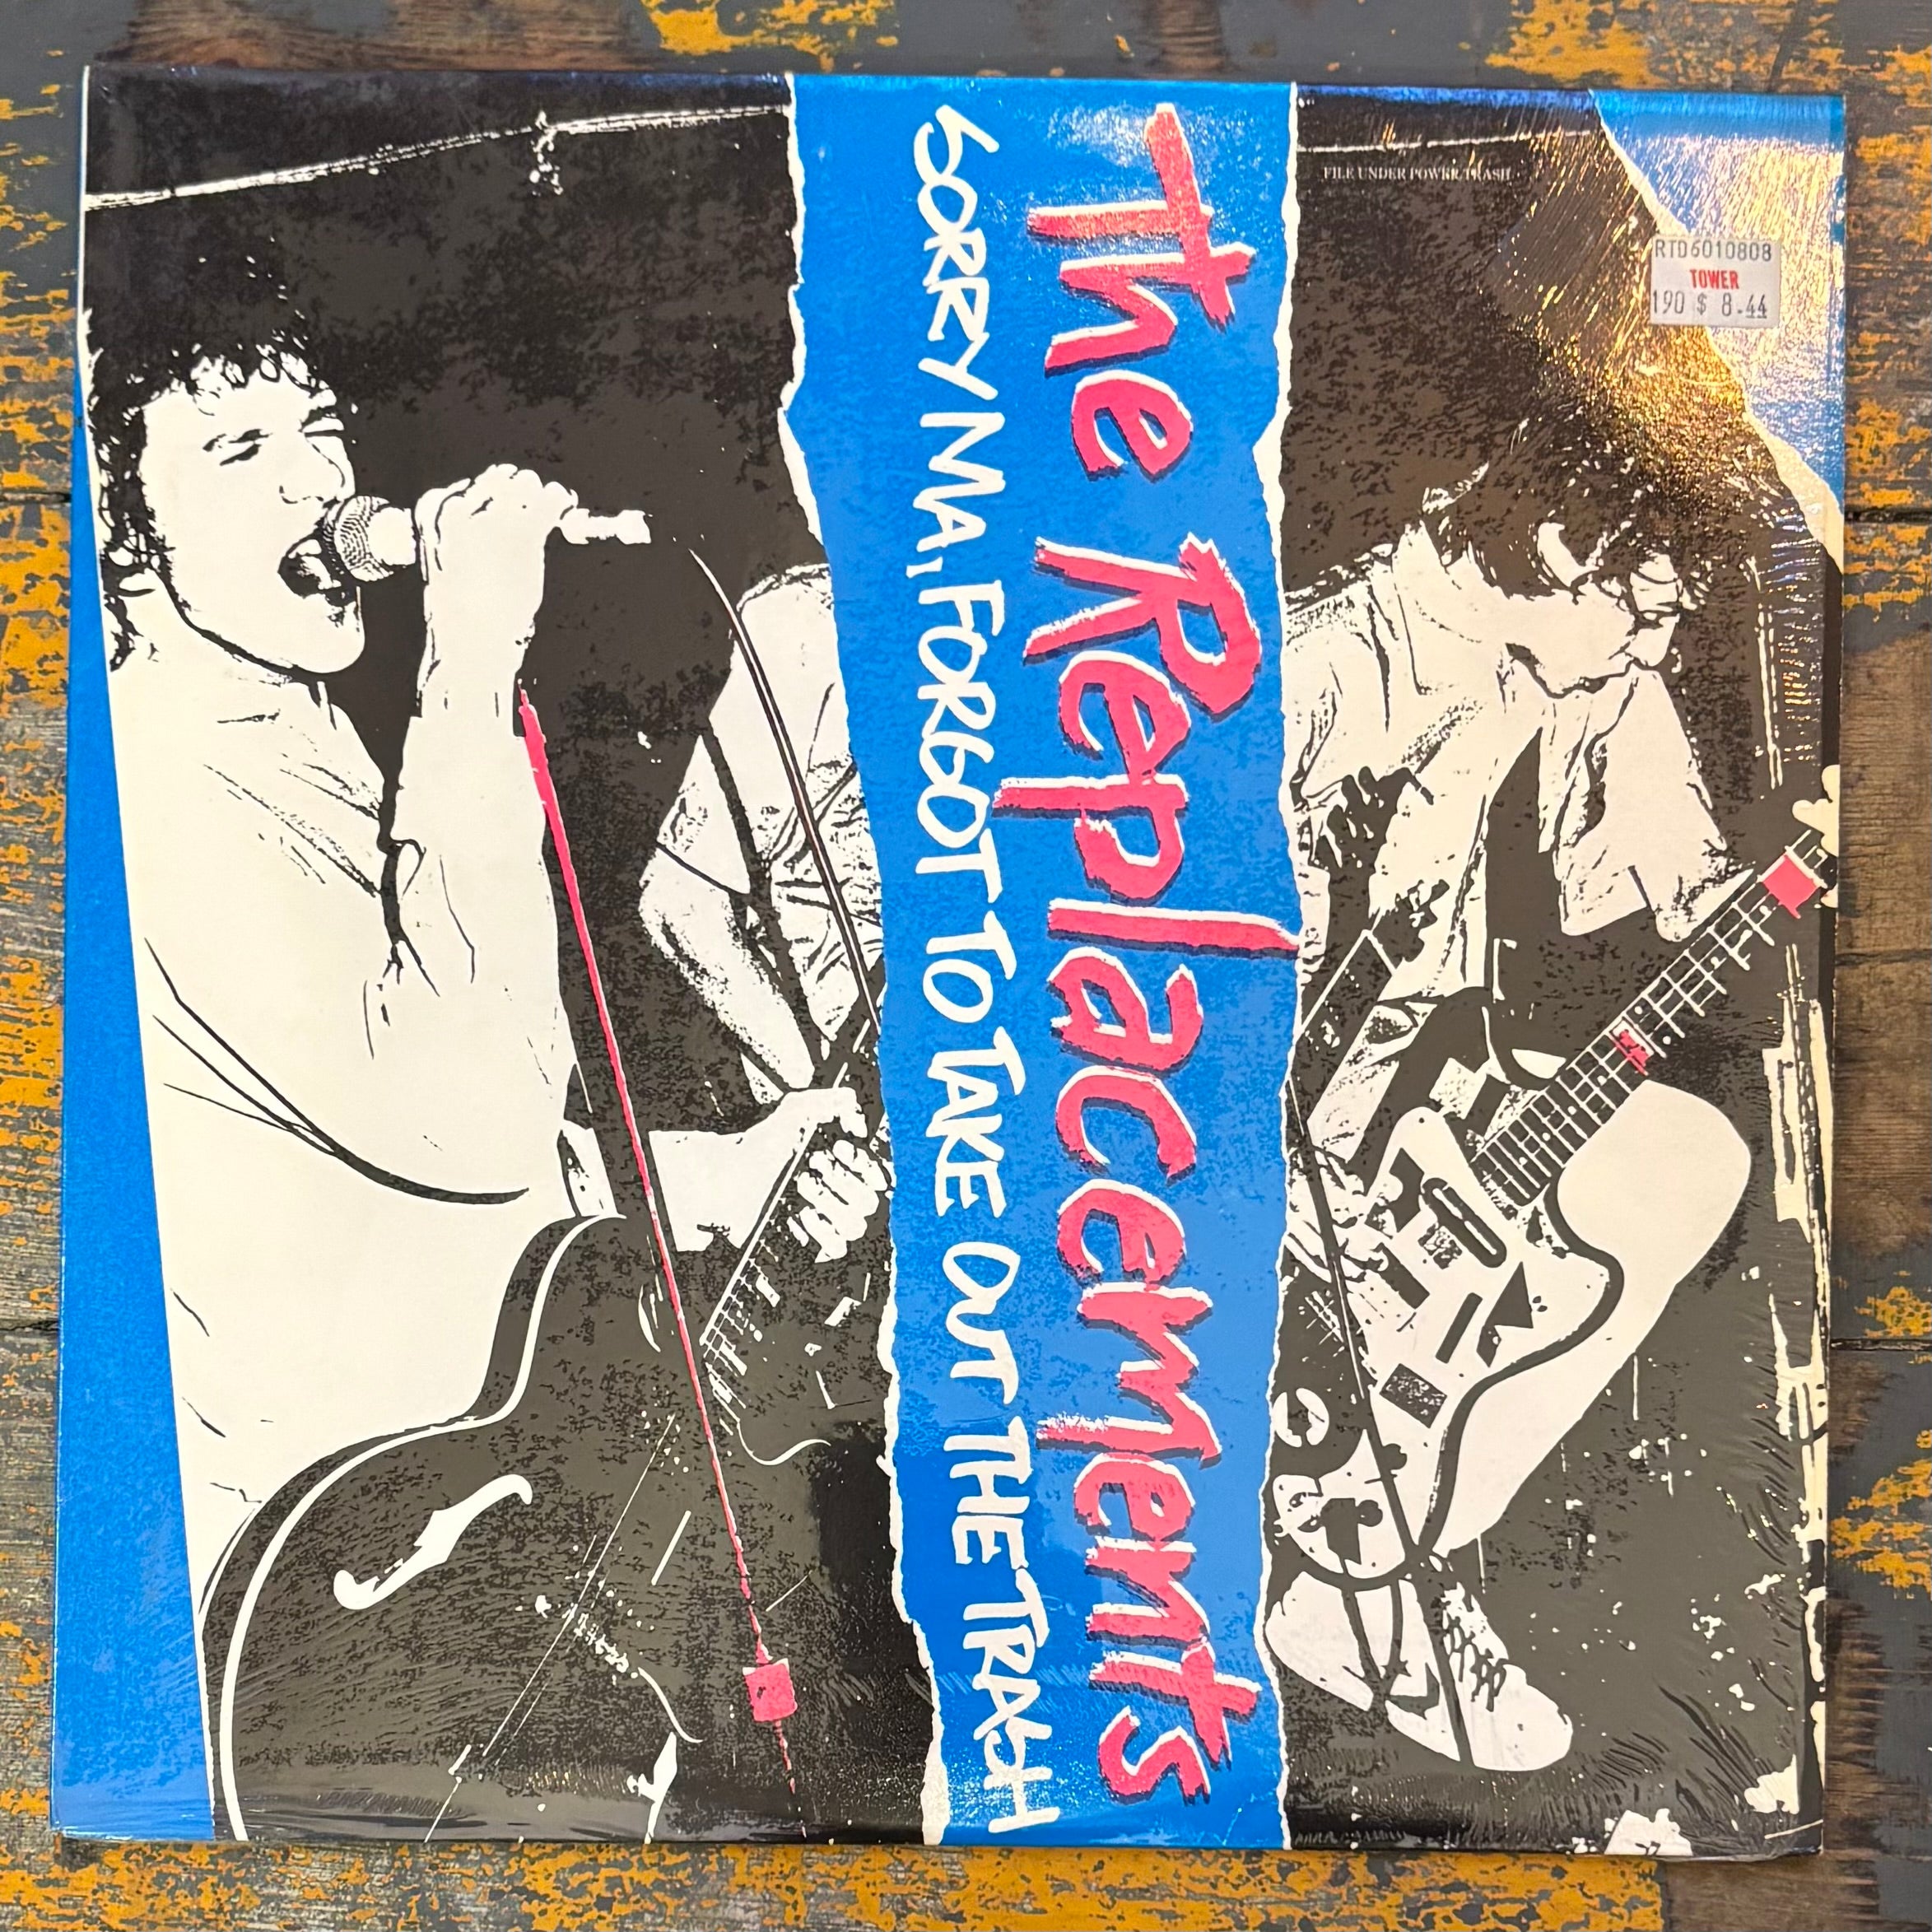 The Replacements
SORRY MA, FORGOT TO TAKE OUT THE TRASH
FILE UNDER POWER TRASH
RTD6010808
TOWER
190 $ 8.44